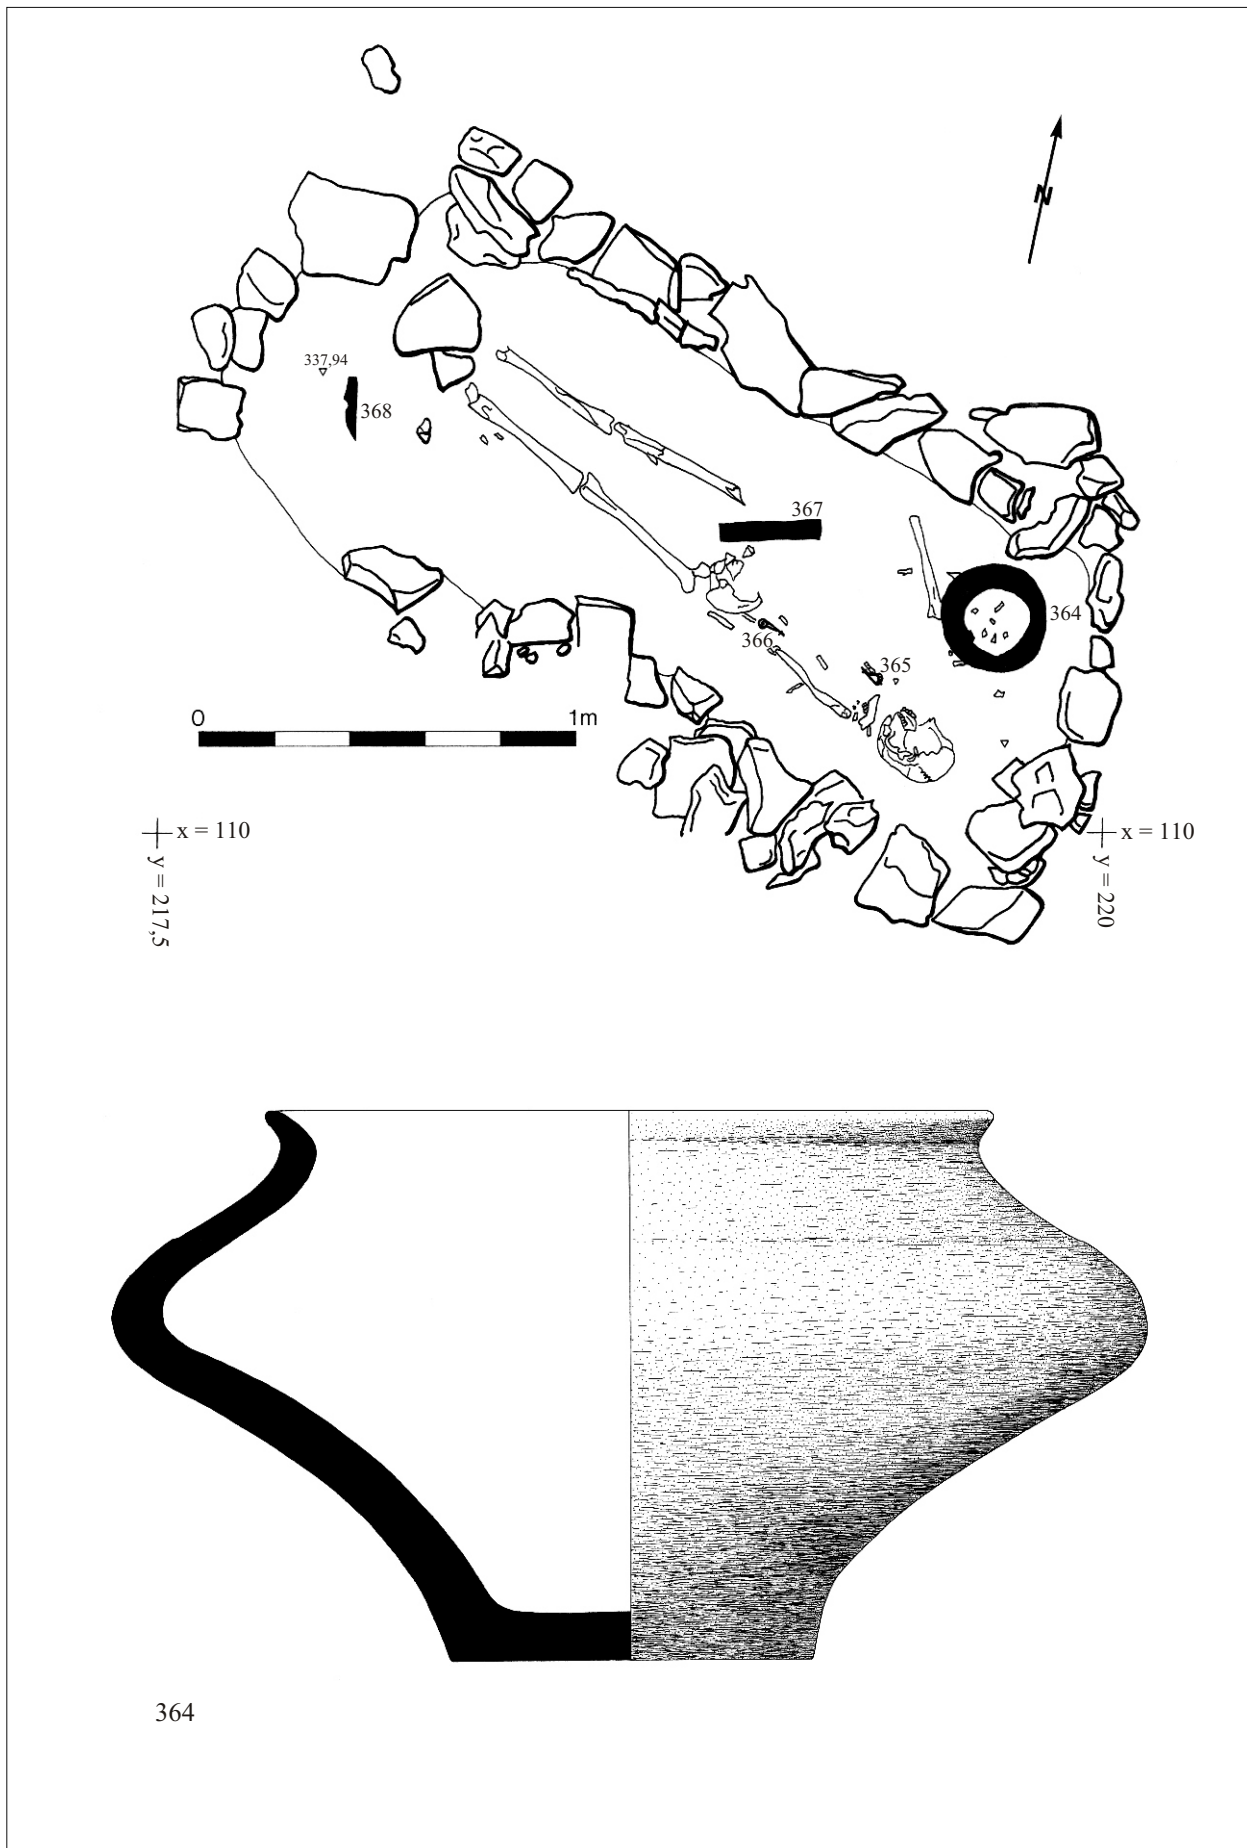 N
337,94
368
367
364
366
365
0 1m
x = 110
x = 110
y = 217,5
y = 220
364